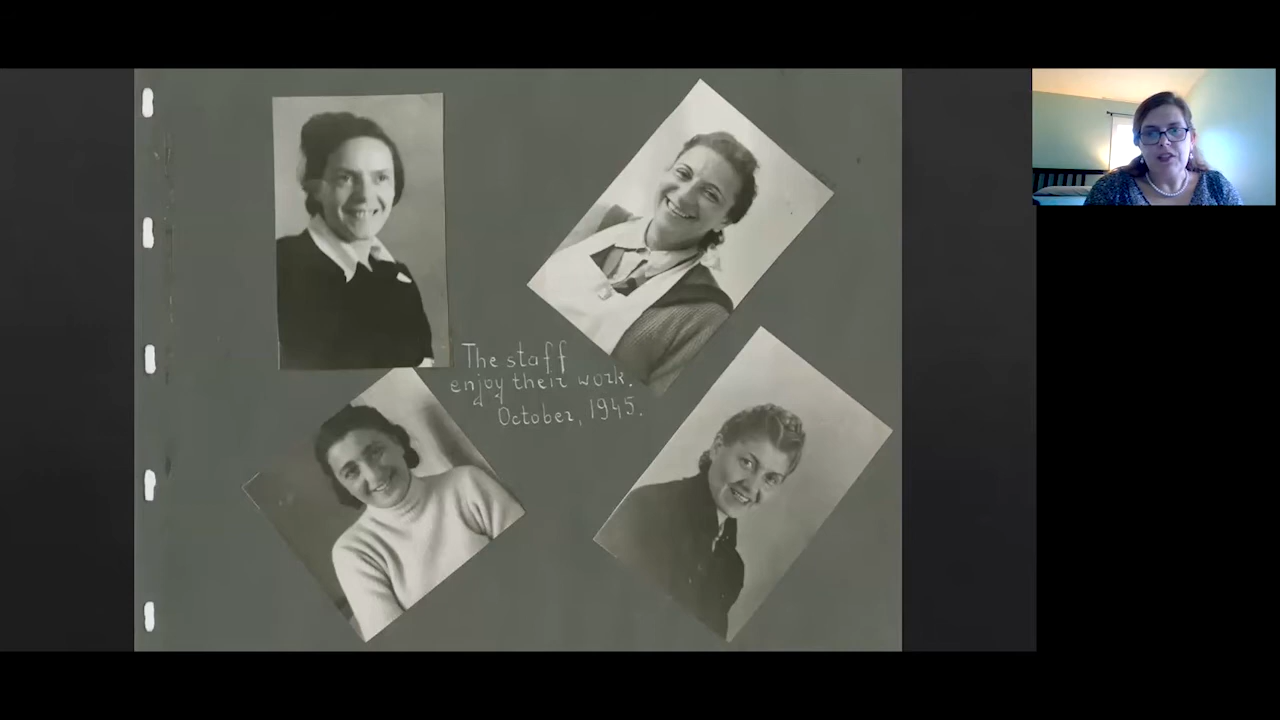 The staff
enjoy their work.
October, 1945.